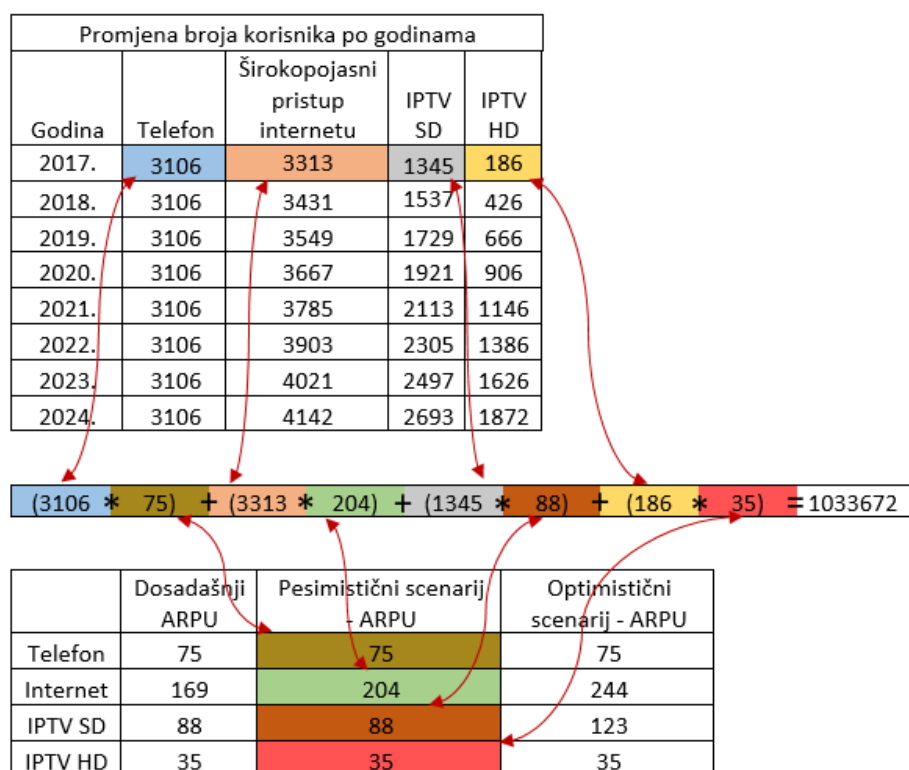 Promjena broja korisnika po godinama
Godina Telefon Širokopojasni pristup internetu IPTV SD IPTV HD
2017. 3106 3313 1345 186
2018. 3106 3431 1537 426
2019. 3106 3549 1729 666
2020. 3106 3667 1921 906
2021. 3106 3785 2113 1146
2022. 3106 3903 2305 1386
2023. 3106 4021 2497 1626
2024. 3106 4142 2693 1872
(3106 * 75) + (3313 * 204) + (1345 * 88) + (186 * 35) = 1033672
Dosadašnji ARPU Pesimistični scenarij - ARPU Optimistični scenarij - ARPU
Telefon 75 75 75
Internet 169 204 244
IPTV SD 88 88 123
IPTV HD 35 35 35